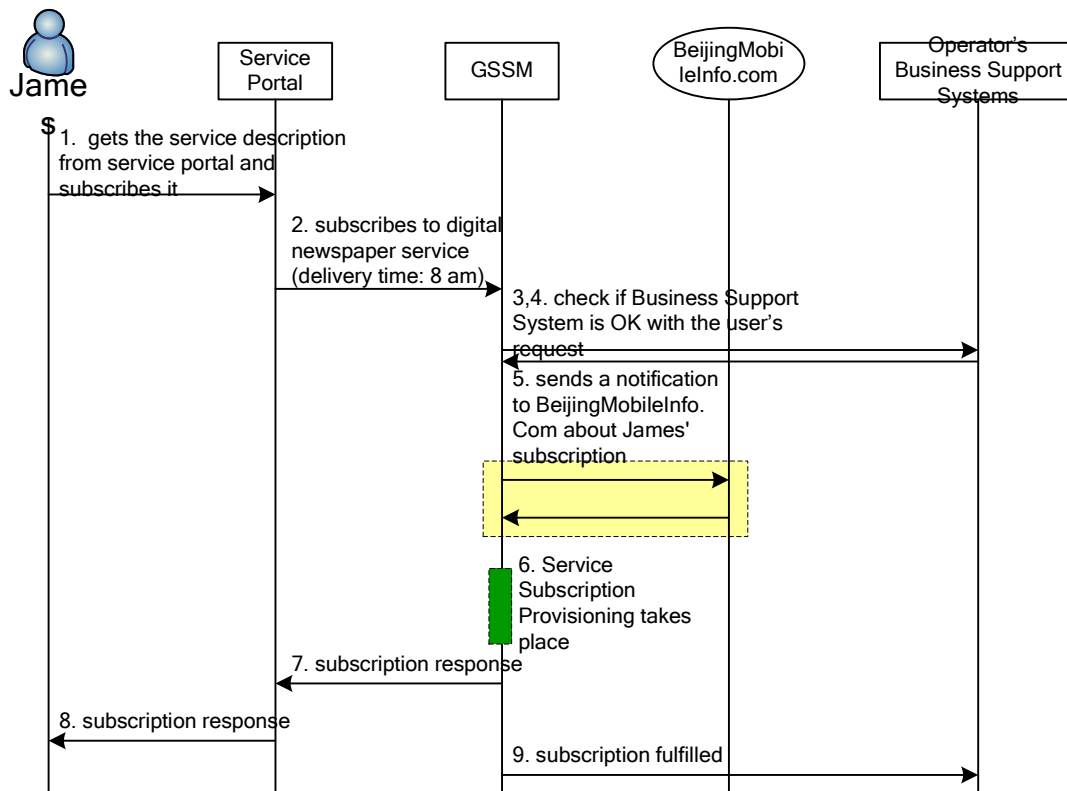 Jame
s
Service
Portal
GSSM
BeijingMobi
leInfo.com
Operator's
Business Support
Systems
1. gets the service description
from service portal and
subscribes it
2. subscribes to digital
newspaper service
(delivery time: 8 am)
3,4. check if Business Support
System is OK with the user's
request
5. sends a notification
to BeijingMobileInfo.
Com about James'
subscription
6. Service
Subscription
Provisioning takes
place
7. subscription response
8. subscription response
9. subscription fulfilled